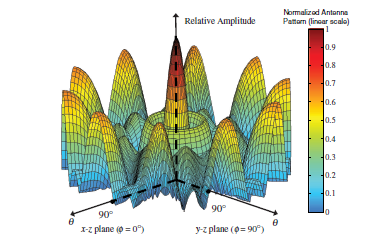 Relative Amplitude
Normalized Antenna
Pattern (linear scale)
1
0.9
0.8
0.7
0.6
0.5
0.4
0.3
0.2
0.1
0
90°
90°
θ
θ
x-z plane (ϕ = 0°)
y-z plane (ϕ = 90°)